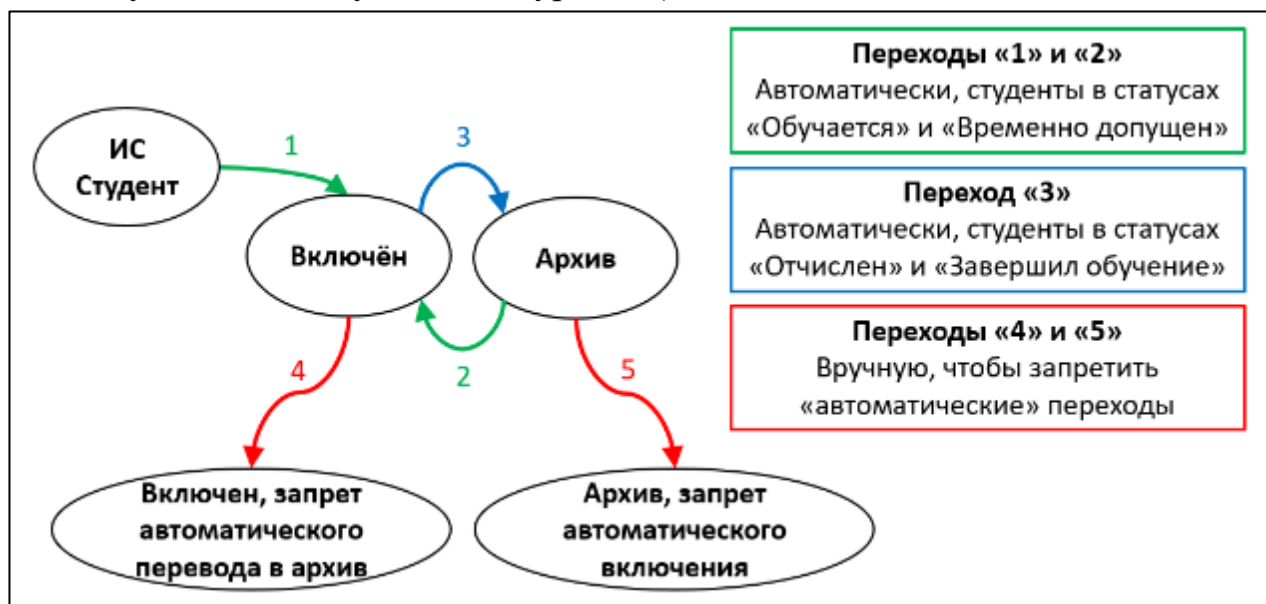 ИС
Студент
1
3
Включён
Архив
2
4
5
Включен, запрет
автоматического
перевода в архив
Архив, запрет
автоматического
включения
Переходы «1» и «2»
Автоматически, студенты в статусах
«Обучается» и «Временно допущен»
Переход «3»
Автоматически, студенты в статусах
«Отчислен» и «Завершил обучение»
Переходы «4» и «5»
Вручную, чтобы запретить
«автоматические» переходы